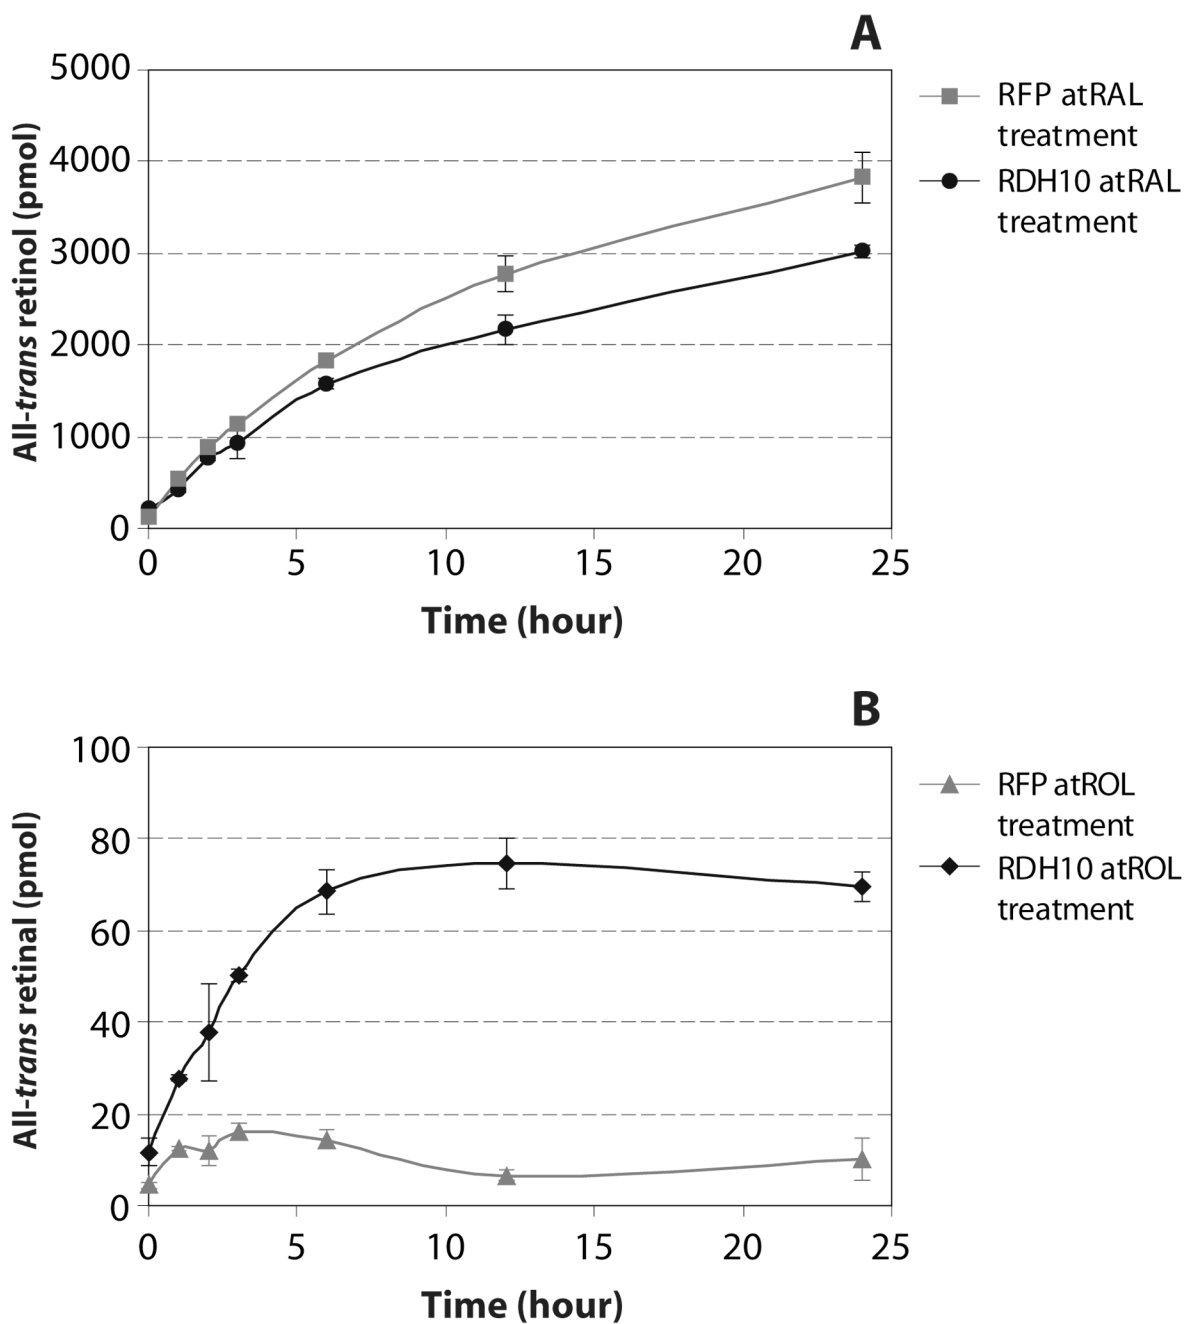 A
5000
4000
3000
2000
1000
0
All-trans retinol (pmol)
0 5 10 15 20 25
Time (hour)
RFP atRAL
treatment
RDH10 atRAL
treatment
B
100
80
60
40
20
0
All-trans retinal (pmol)
0 5 10 15 20 25
Time (hour)
RFP atROL
treatment
RDH10 atROL
treatment